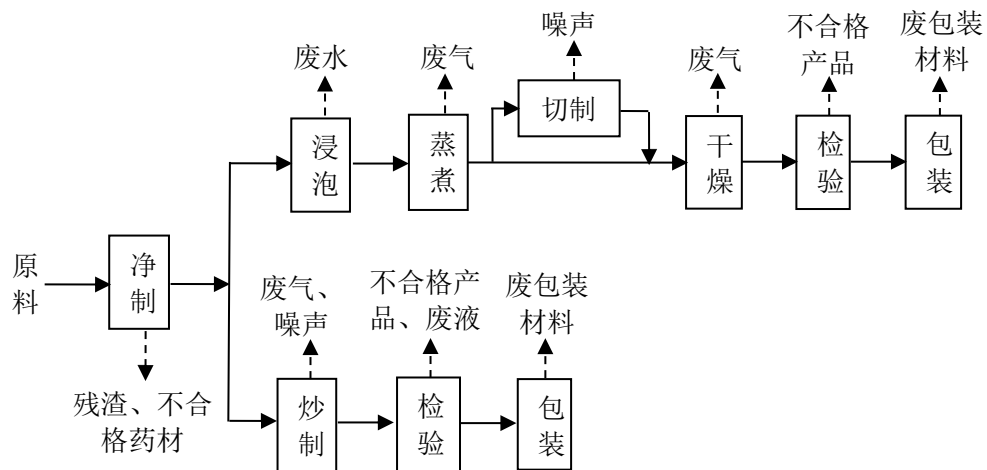 噪声
不合格
产品
废包装
材料
废水
废气
废气
切制
浸
泡
蒸
煮
干
燥
检
验
包
装
原
料
净
制
废气、
噪声
不合格产
品、废液
废包装
材料
残渣、不合
格药材
炒
制
检
验
包
装